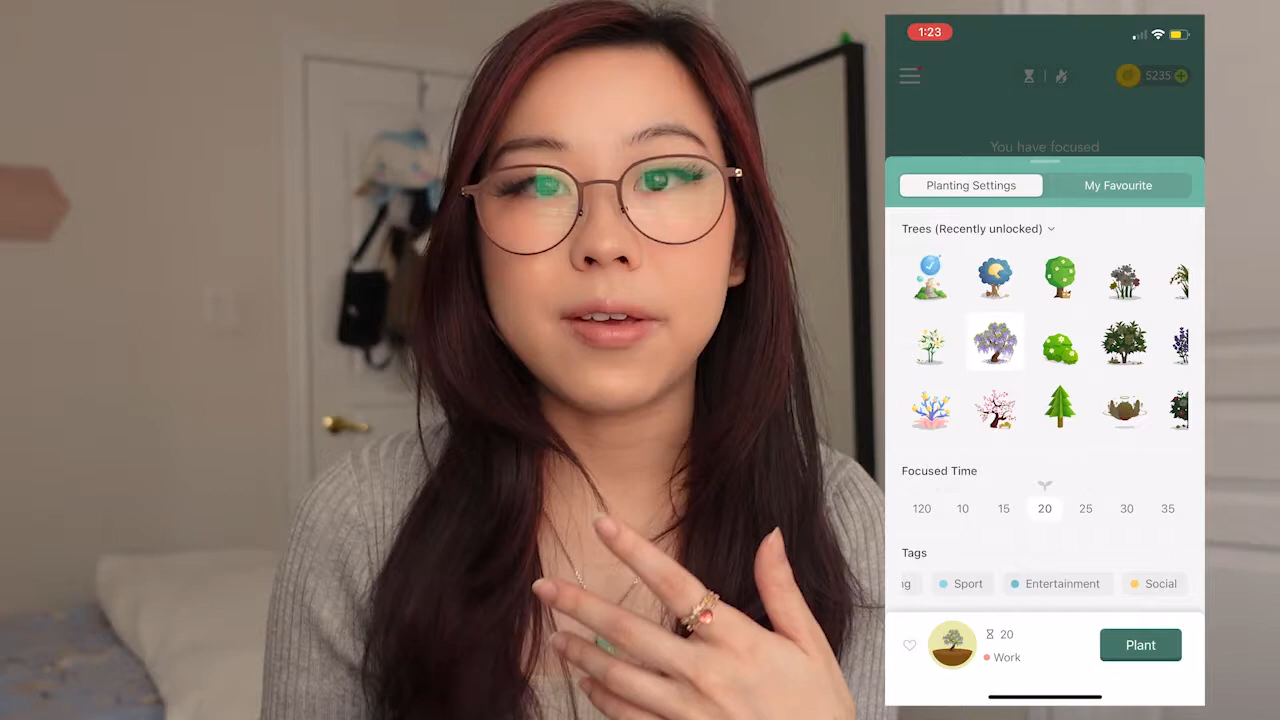 1:23
5235
You have focused
Planting Settings
My Favourite
Trees (Recently unlocked)
Focused Time
120 10 15 20 25 30 35
Tags
Sport
Entertainment
Social
20
Work
Plant